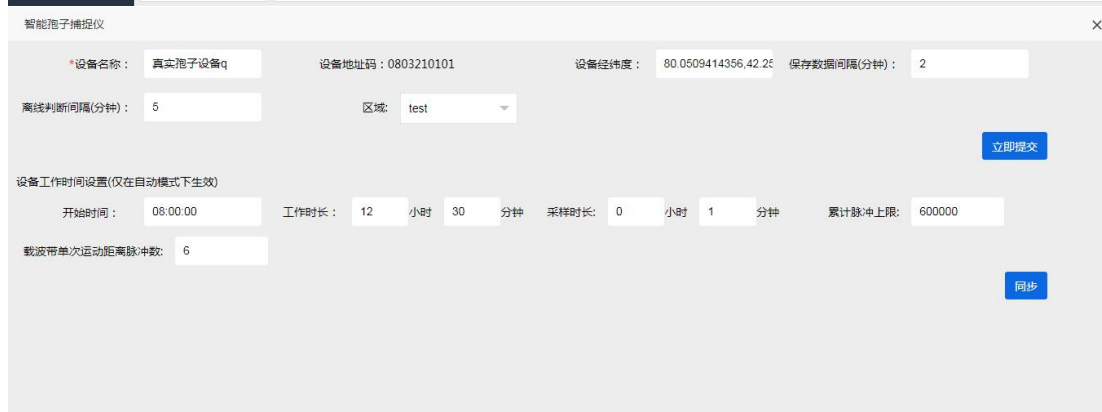 智能孢子捕捉仪
*设备名称： 真实孢子设备q 设备地址码：0803210101 设备经纬度： 80.0509414356,42.25 保存数据间隔(分钟)： 2
离线判断间隔(分钟)： 5 区域: test
立即提交
设备工作时间设置(仅在自动模式下生效)
开始时间： 08:00:00 工作时长： 12 小时 30 分钟 采样时长: 0 小时 1 分钟 累计脉冲上限: 600000
载玻带单次运动距离脉冲数: 6
同步